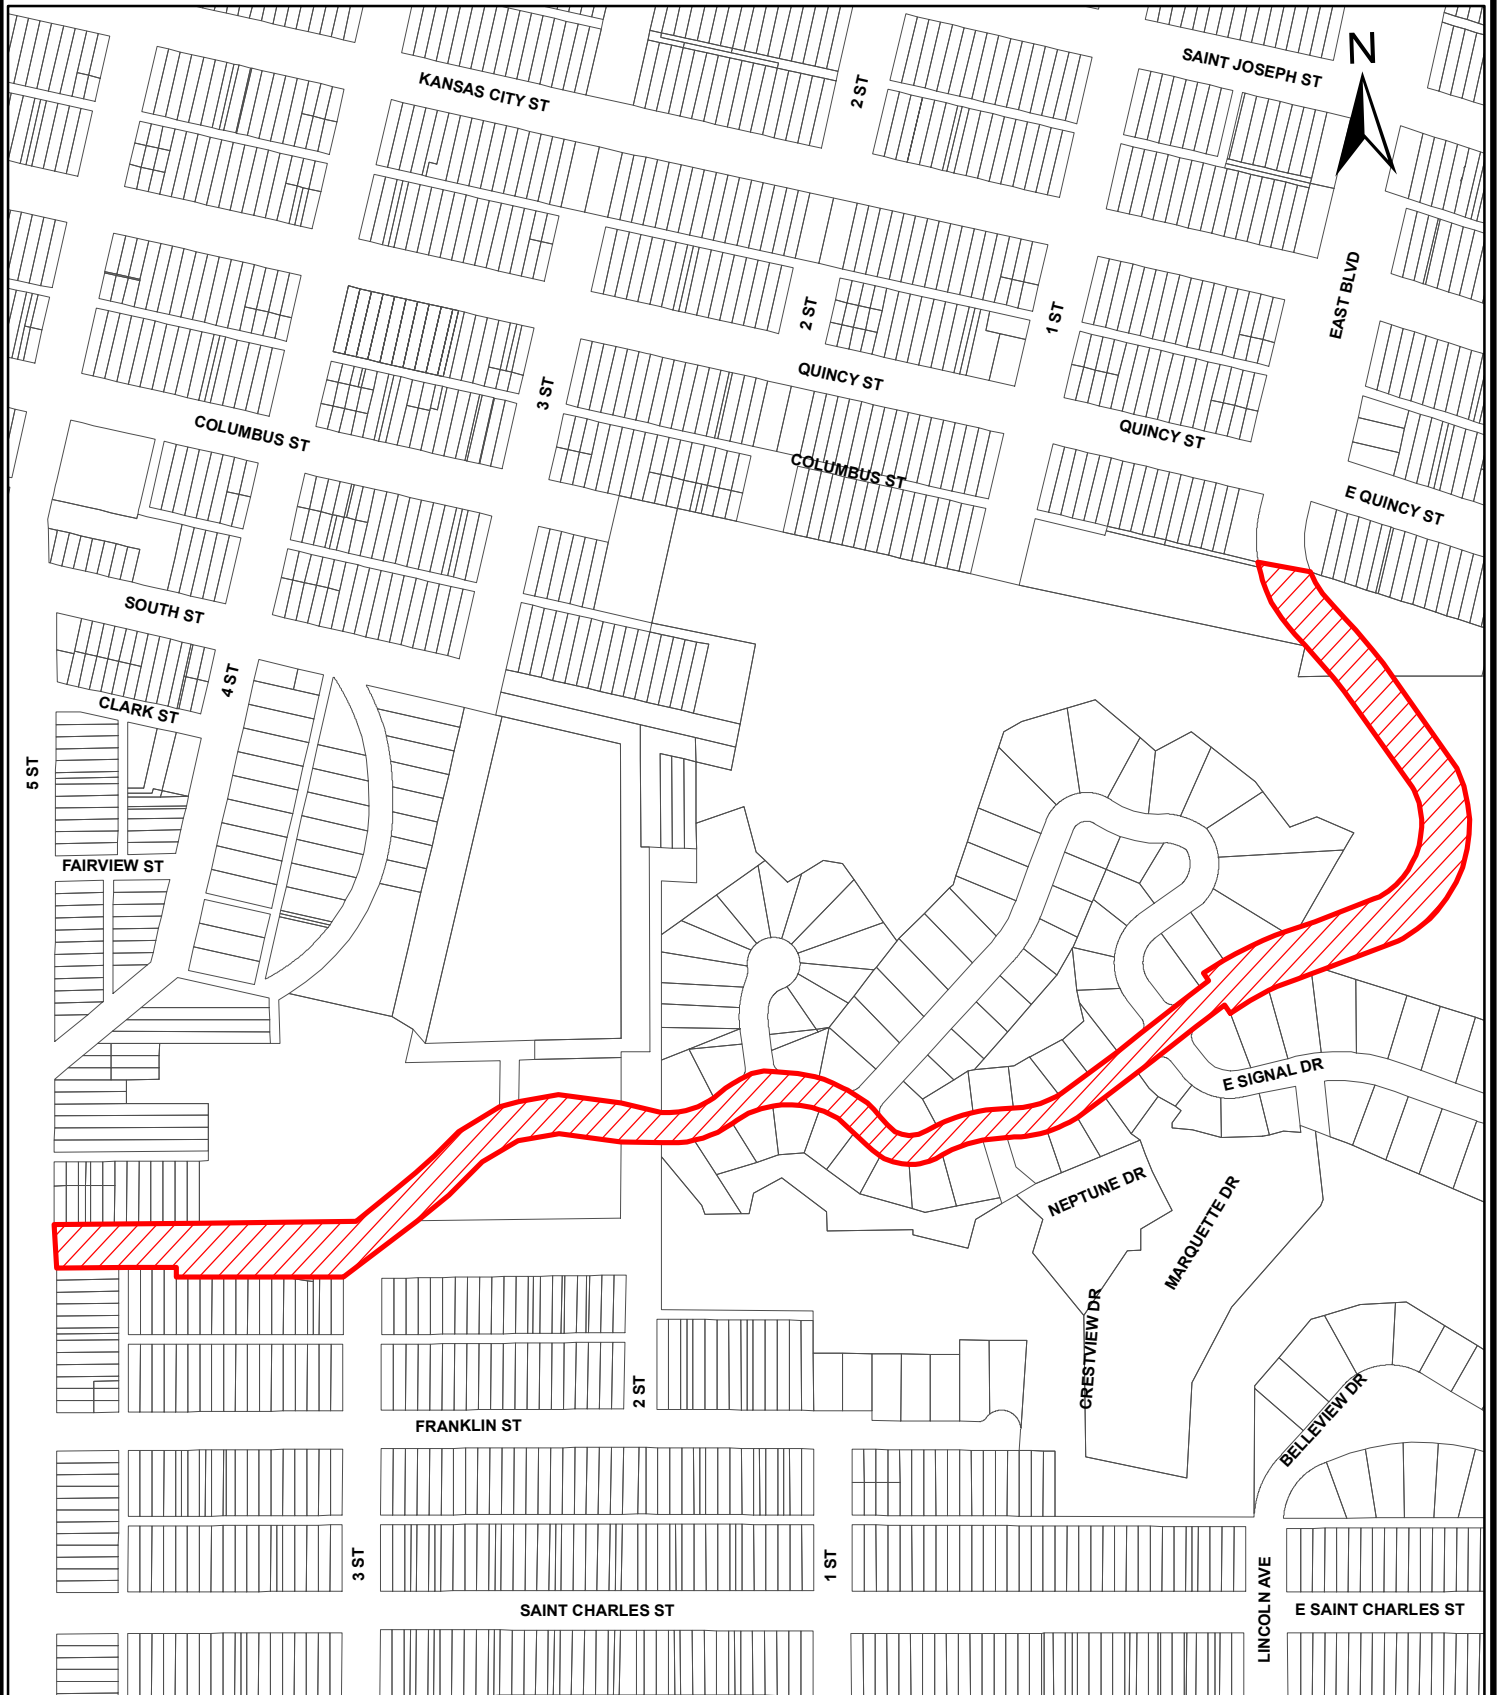 N
SAINT JOSEPH ST
KANSAS CITY ST
2 ST
EAST BLVD
2 ST
1 ST
QUINCY ST
3 ST
COLUMBUS ST
QUINCY ST
COLUMBUS ST
E QUINCY ST
SOUTH ST
4 ST
CLARK ST
5 ST
FAIRVIEW ST
E SIGNAL DR
NEPTUNE DR
MARQUETTE DR
CRESTVIEW DR
2 ST
BELLEVIEW DR
FRANKLIN ST
3 ST
1 ST
LINCOLN AVE
SAINT CHARLES ST
E SAINT CHARLES ST